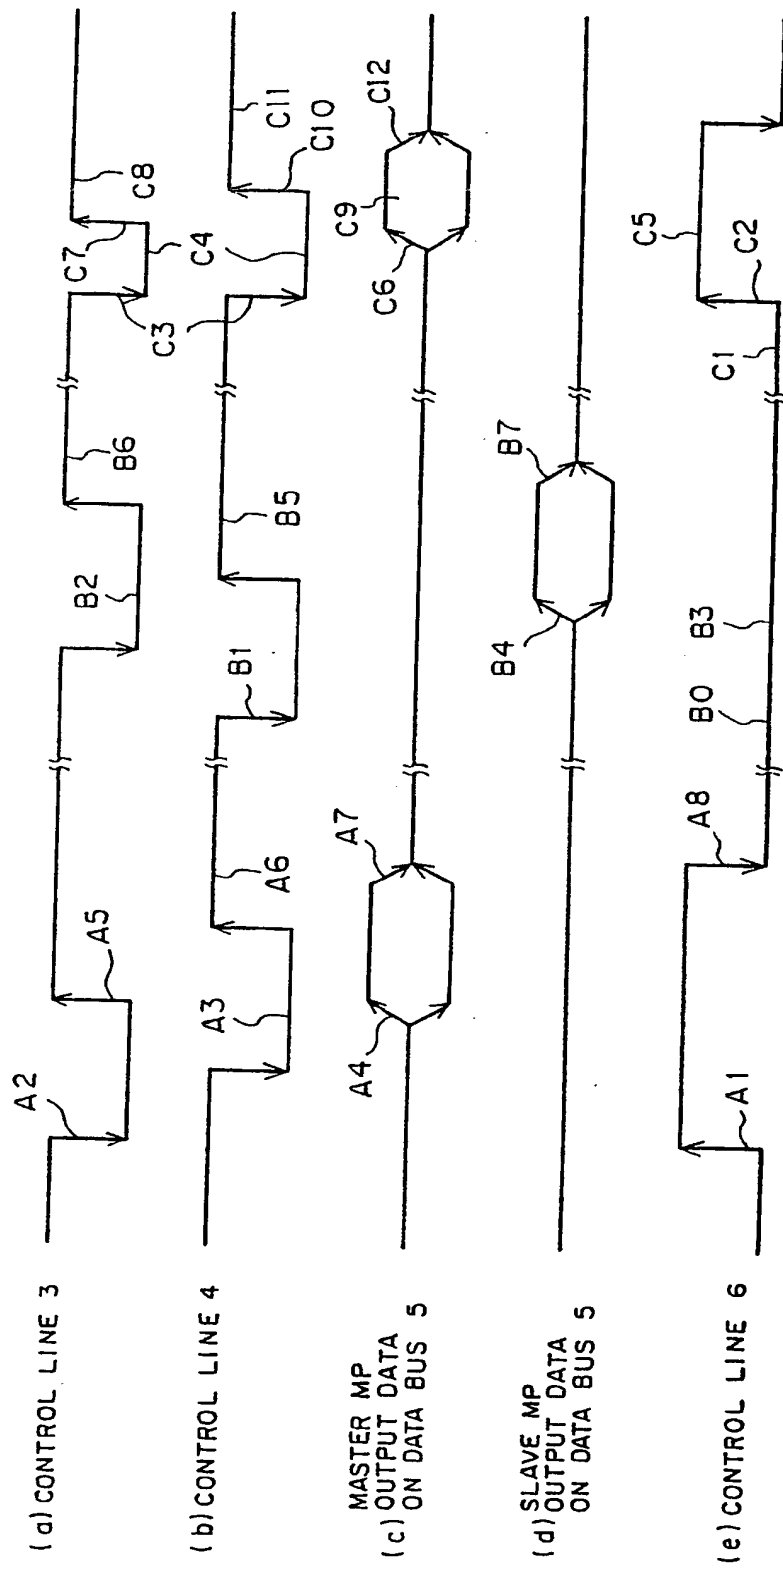 (a) CONTROL LINE 3
A2
A5
B2
B6
C3
C7
C8
C4
(b) CONTROL LINE 4
A3
A6
B1
B5
C10
C11
MASTER MP
OUTPUT DATA
(c) ON DATA BUS 5
A4
A7
C6
C9
C12
SLAVE MP
(d) OUTPUT DATA
ON DATA BUS 5
B4
B7
(e) CONTROL LINE 6
A1
A8
B0
B3
C1
C2
C5